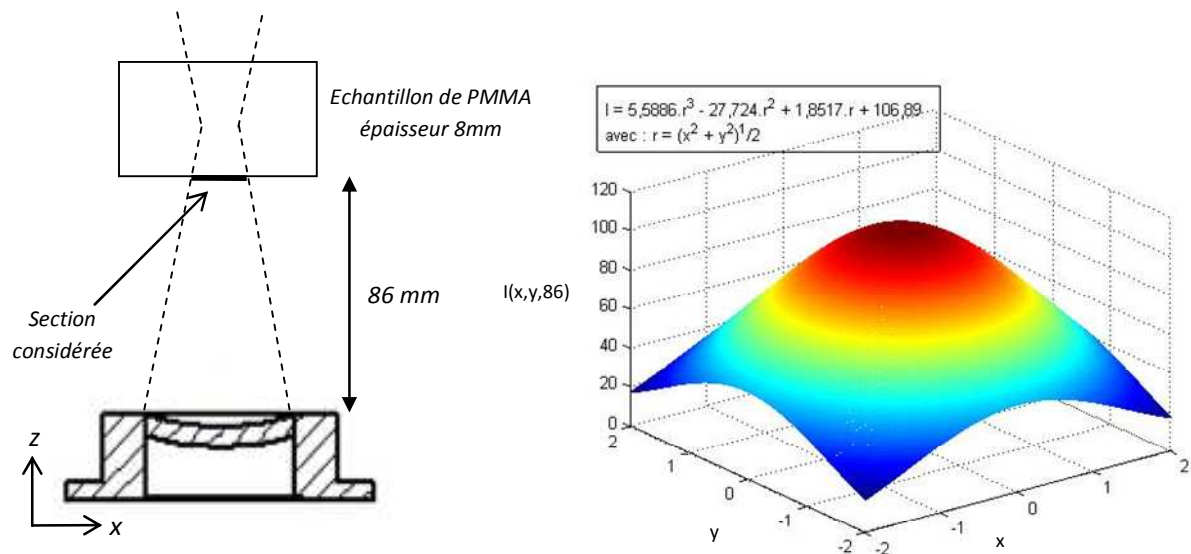 Echantillon de PMMA
épaisseur 8mm
Section
considérée
86 mm
z
x
I = 5,5886.r³ - 27,724.r² + 1,8517.r + 106,89
avec : r = (x² + y²)¹/2
I(x,y,86)
120
100
80
60
40
20
0
2
1
0
-1
-2
y
-2
-1
0
1
2
x